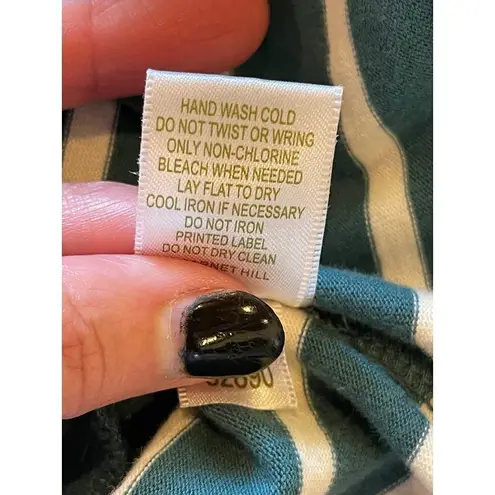 HAND WASH COLD
DO NOT TWIST OR WRING
ONLY NON-CHLORINE
BLEACH WHEN NEEDED
LAY FLAT TO DRY
COOL IRON IF NECESSARY
DO NOT IRON
PRINTED LABEL
DO NOT DRY CLEAN
HILL